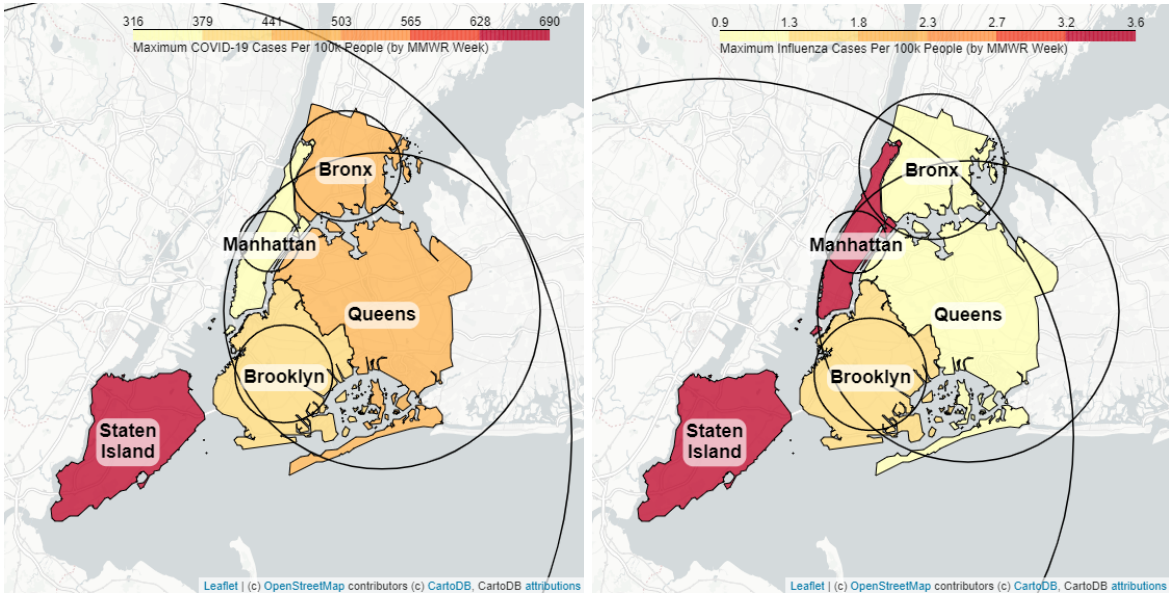 316 379 441 503 565 628 690
Maximum COVID-19 Cases Per 100k People (by MMWR Week)
Bronx
Manhattan
Queens
Brooklyn
Staten
Island
Leaflet | (c) OpenStreetMap contributors (c) CartoDB, CartoDB attributions
0.9 1.3 1.8 2.3 2.7 3.2 3.6
Maximum Influenza Cases Per 100k People (by MMWR Week)
Bronx
Manhattan
Queens
Brooklyn
Staten
Island
Leaflet | (c) OpenStreetMap contributors (c) CartoDB, CartoDB attributions